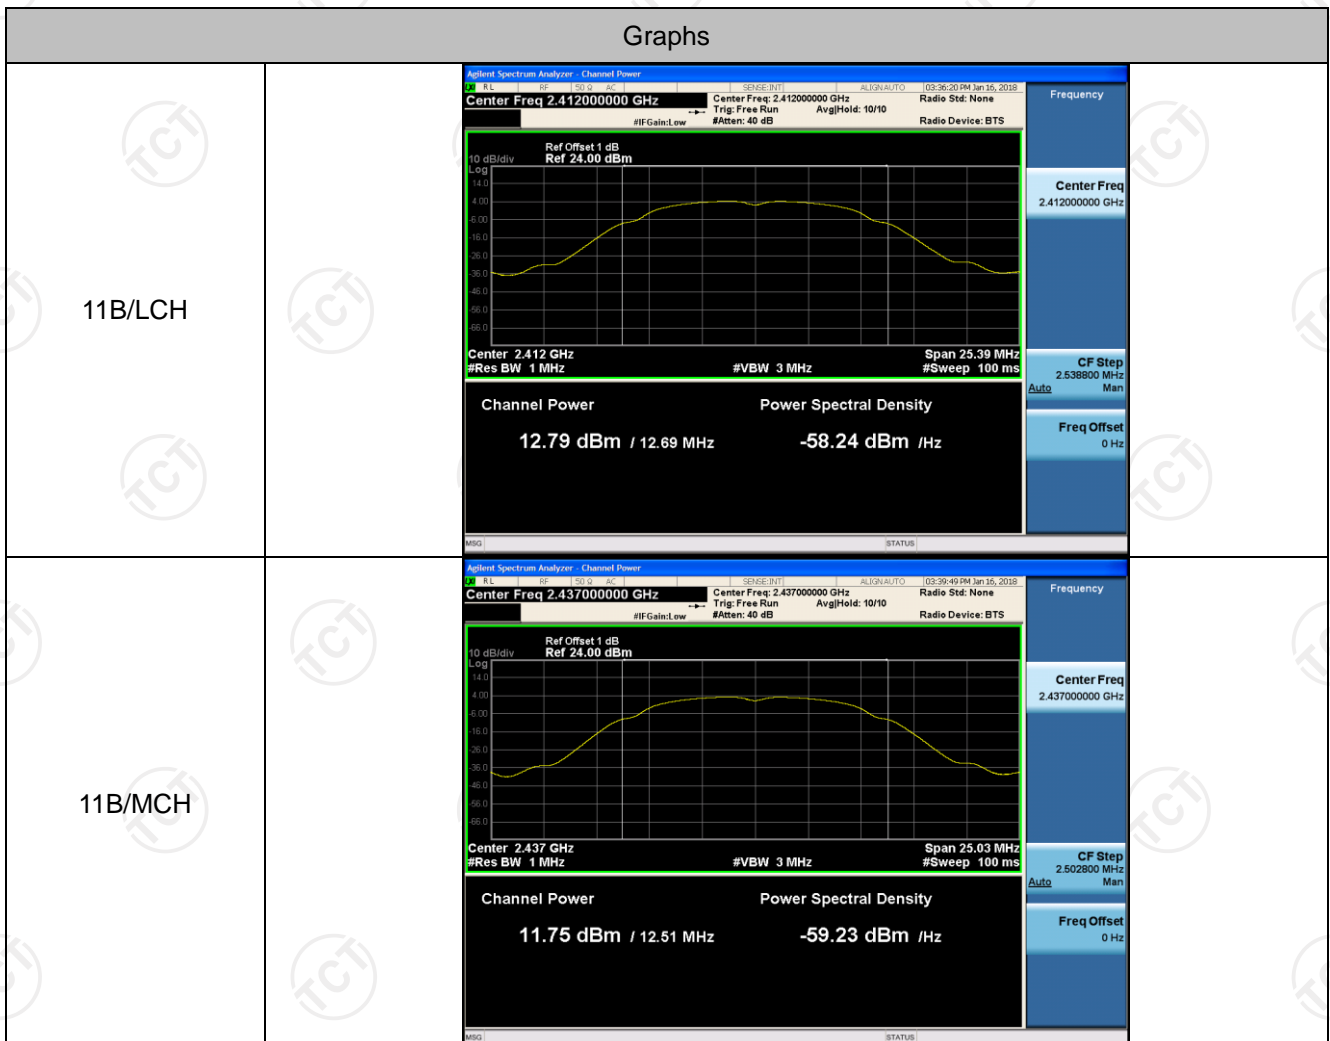 Graphs
11B/LCH
Agilent Spectrum Analyzer - Channel Power
RL RF 50 Ω AC SENSE:INT ALIGNAUTO 03:36:20 PM Jan 16, 2018
Center Freq 2.412000000 GHz
Center Freq: 2.412000000 GHz Radio Std: None
Trig: Free Run Avg|Hold: 10/10
#IFGain:Low #Atten: 40 dB Radio Device: BTS
Ref Offset 1 dB
10 dB/div Ref 24.00 dBm
Log
14.0
4.00
-6.00
-16.0
-26.0
-36.0
-46.0
-56.0
-66.0
Center 2.412 GHz Span 25.39 MHz
#Res BW 1 MHz #VBW 3 MHz #Sweep 100 ms
Channel Power Power Spectral Density
12.79 dBm / 12.69 MHz -58.24 dBm /Hz
MSG STATUS
Frequency
Center Freq
2.412000000 GHz
CF Step
2.538800 MHz
Auto Man
Freq Offset
0 Hz
11B/MCH
Agilent Spectrum Analyzer - Channel Power
RL RF 50 Ω AC SENSE:INT ALIGNAUTO 03:39:49 PM Jan 16, 2018
Center Freq 2.437000000 GHz
Center Freq: 2.437000000 GHz Radio Std: None
Trig: Free Run Avg|Hold: 10/10
#IFGain:Low #Atten: 40 dB Radio Device: BTS
Ref Offset 1 dB
10 dB/div Ref 24.00 dBm
Log
14.0
4.00
-6.00
-16.0
-26.0
-36.0
-46.0
-56.0
-66.0
Center 2.437 GHz Span 25.03 MHz
#Res BW 1 MHz #VBW 3 MHz #Sweep 100 ms
Channel Power Power Spectral Density
11.75 dBm / 12.51 MHz -59.23 dBm /Hz
MSG STATUS
Frequency
Center Freq
2.437000000 GHz
CF Step
2.502800 MHz
Auto Man
Freq Offset
0 Hz
TCT